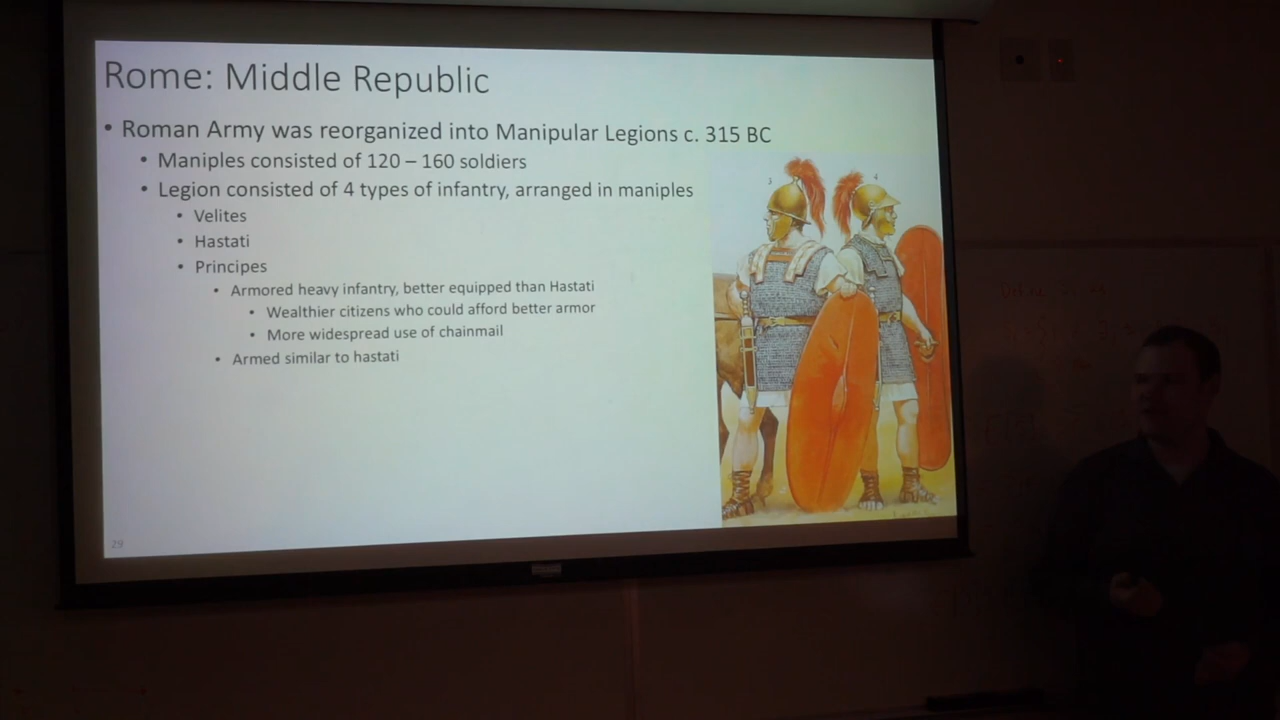 Rome: Middle Republic
• Roman Army was reorganized into Manipular Legions c. 315 BC
• Maniples consisted of 120 – 160 soldiers
• Legion consisted of 4 types of infantry, arranged in maniples
• Velites
• Hastati
• Principes
• Armored heavy infantry, better equipped than Hastati
• Wealthier citizens who could afford better armor
• More widespread use of chainmail
• Armed similar to hastati
29